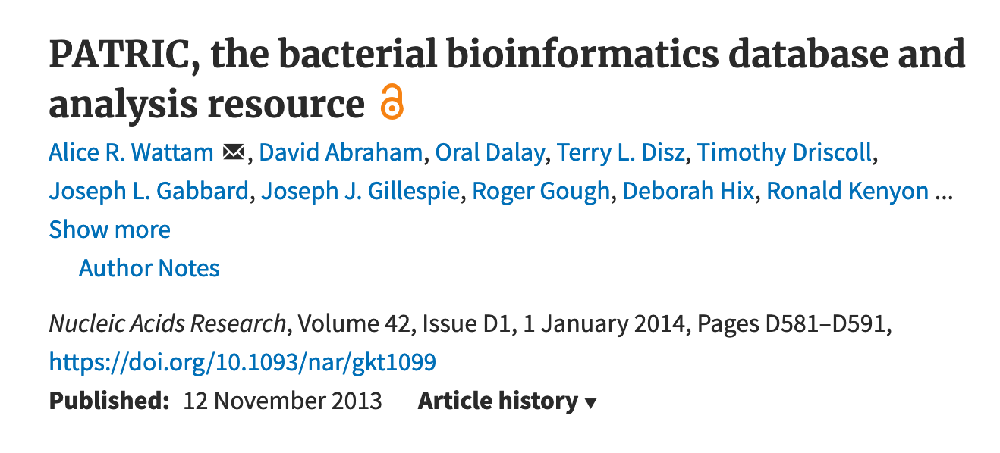 PATRIC, the bacterial bioinformatics database and
analysis resource
Alice R. Wattam , David Abraham, Oral Dalay, Terry L. Disz, Timothy Driscoll,
Joseph L. Gabbard, Joseph J. Gillespie, Roger Gough, Deborah Hix, Ronald Kenyon ...
Show more
Author Notes
Nucleic Acids Research, Volume 42, Issue D1, 1 January 2014, Pages D581–D591,
https://doi.org/10.1093/nar/gkt1099
Published: 12 November 2013 Article history ▾